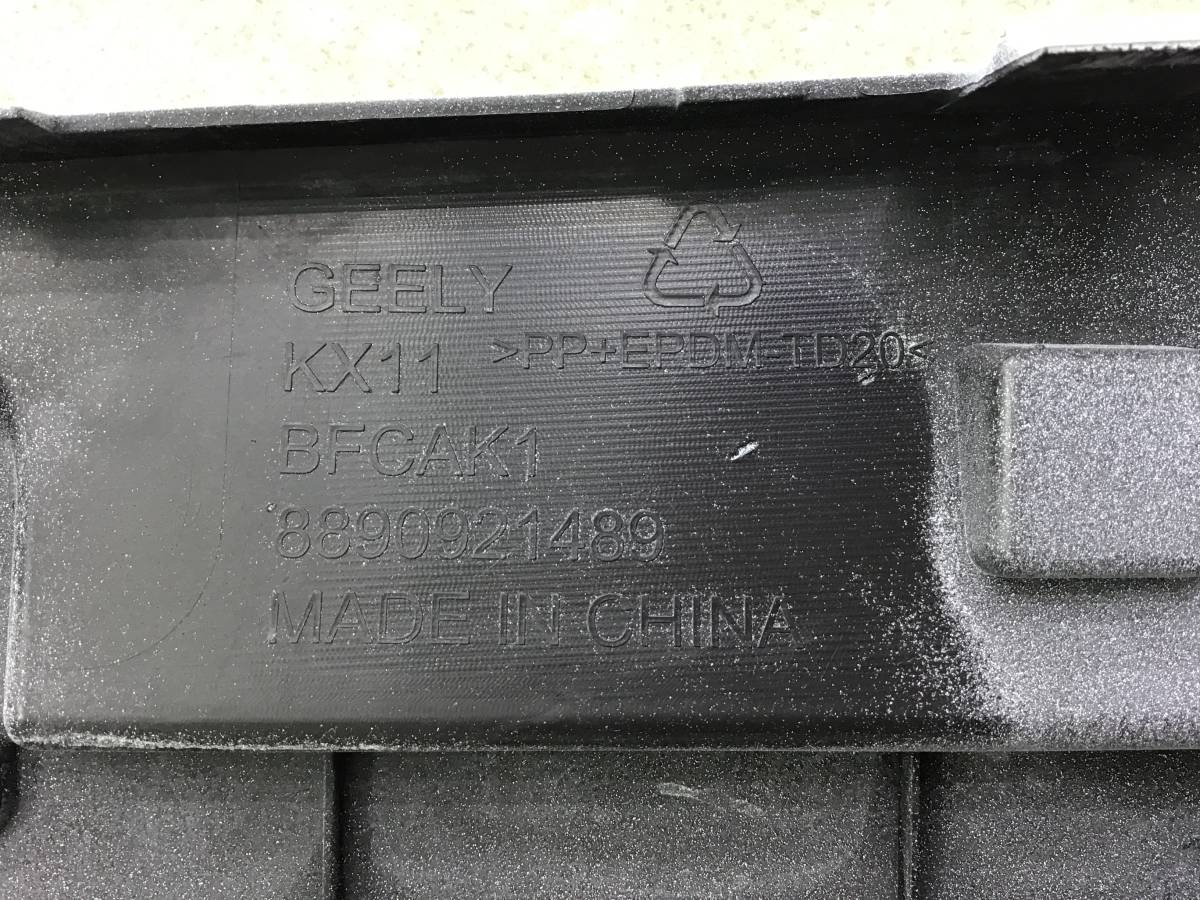 GEELY
KX11 >PP+EPDM-TD20<
BFCAK1
8890921489
MADE IN CHINA